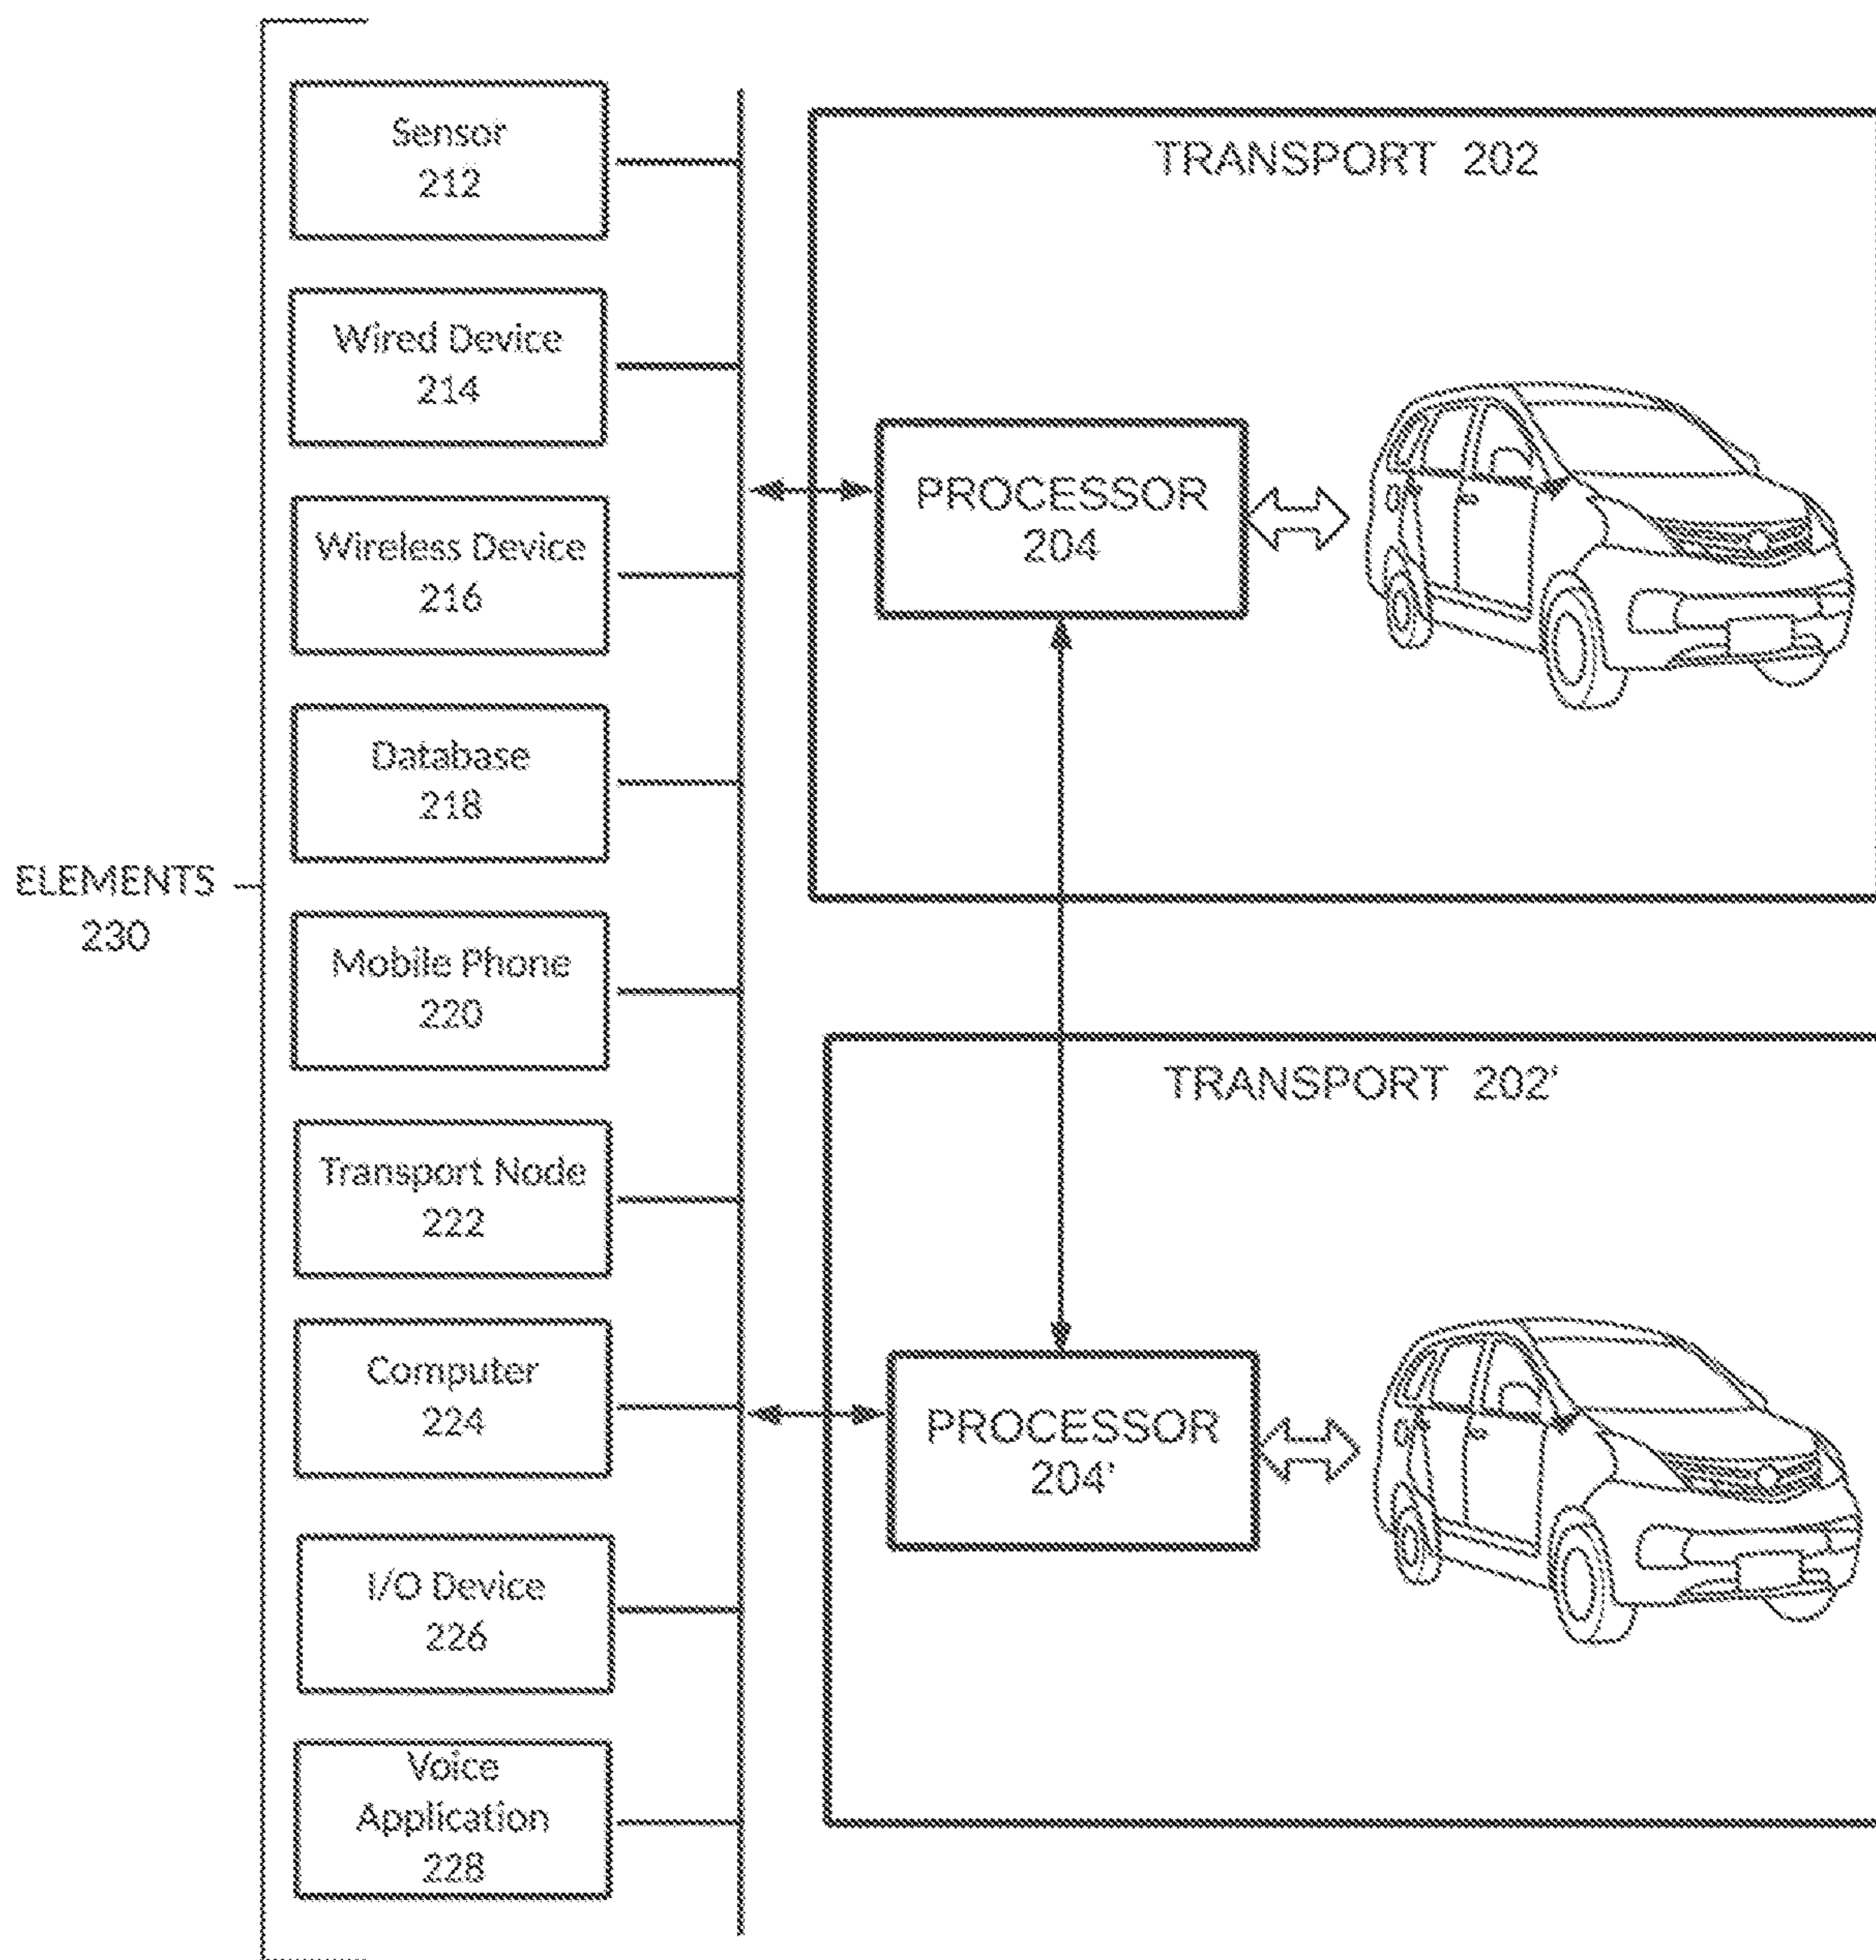 ELEMENTS
230
Sensor
212
Wired Device
214
Wireless Device
216
Database
218
Mobile Phone
220
Transport Node
222
Computer
224
I/O Device
226
Voice
Application
228
TRANSPORT 202
PROCESSOR
204
TRANSPORT 202'
PROCESSOR
204'